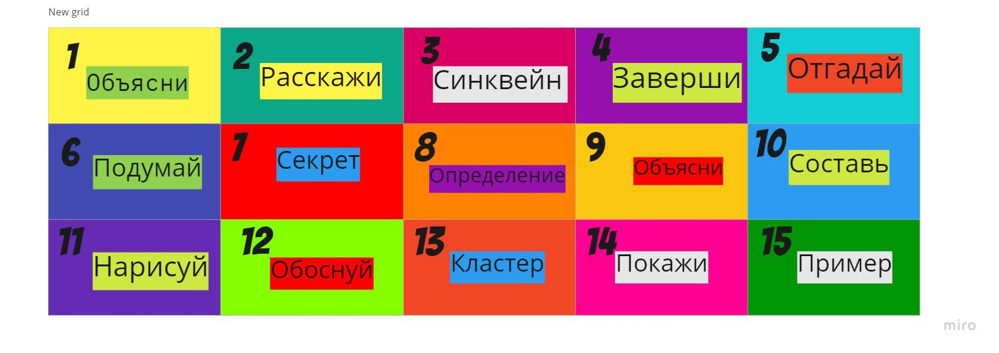 New grid
1
Объясни
2
Расскажи
3
Синквейн
4
Заверши
5
Отгадай
6
Подумай
7
Секрет
8
Определение
9
Объясни
10
Составь
11
Нарисуй
12
Обоснуй
13
Кластер
14
Покажи
15
Пример
miro